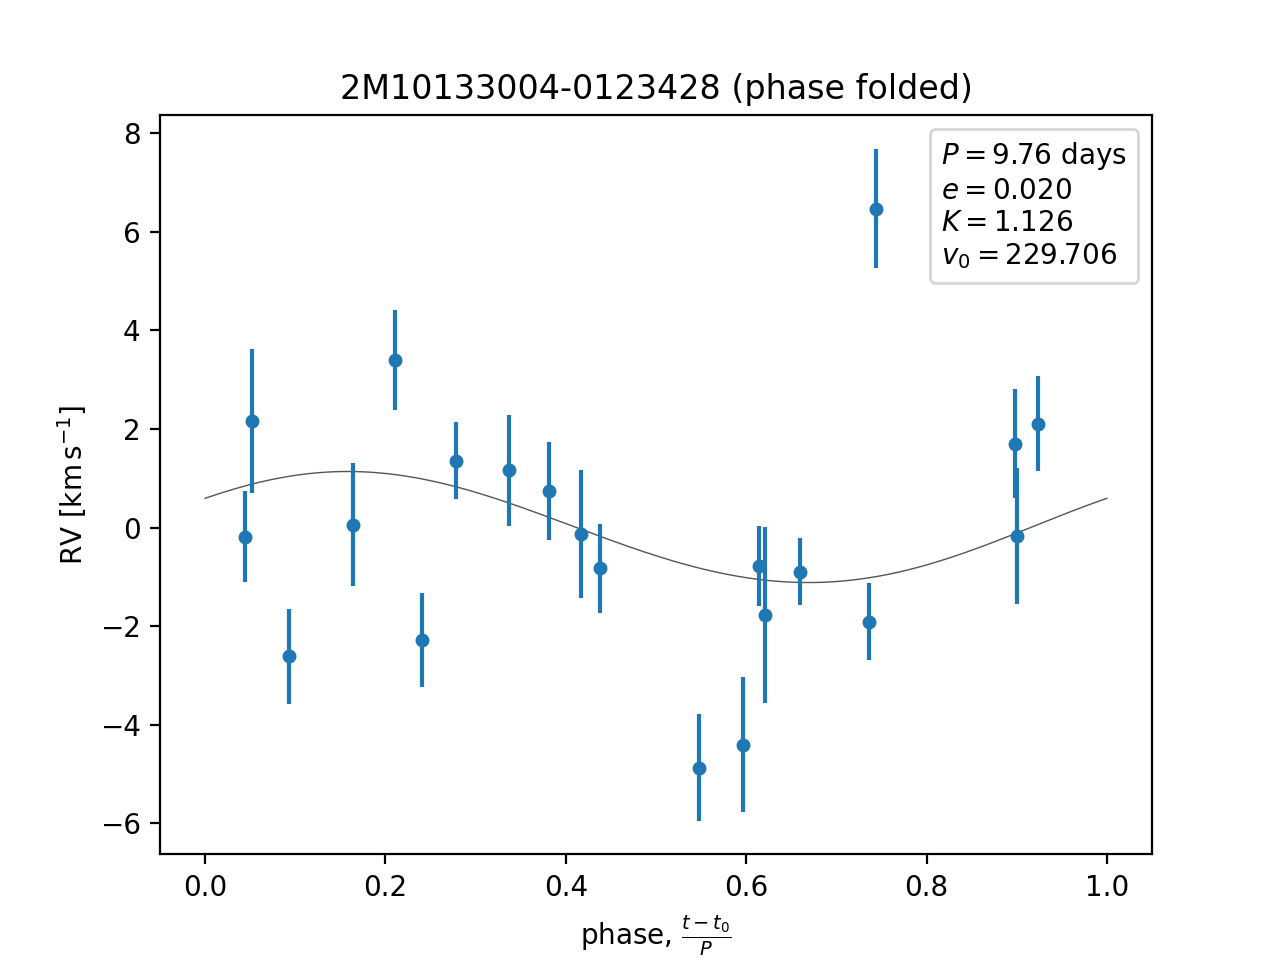 2M10133004-0123428 (phase folded)
P = 9.76 days
e = 0.020
K = 1.126
v₀ = 229.706
8
6
4
2
0
−2
−4
−6
RV [km s⁻¹]
0.0 0.2 0.4 0.6 0.8 1.0
phase, (t − t₀)/P